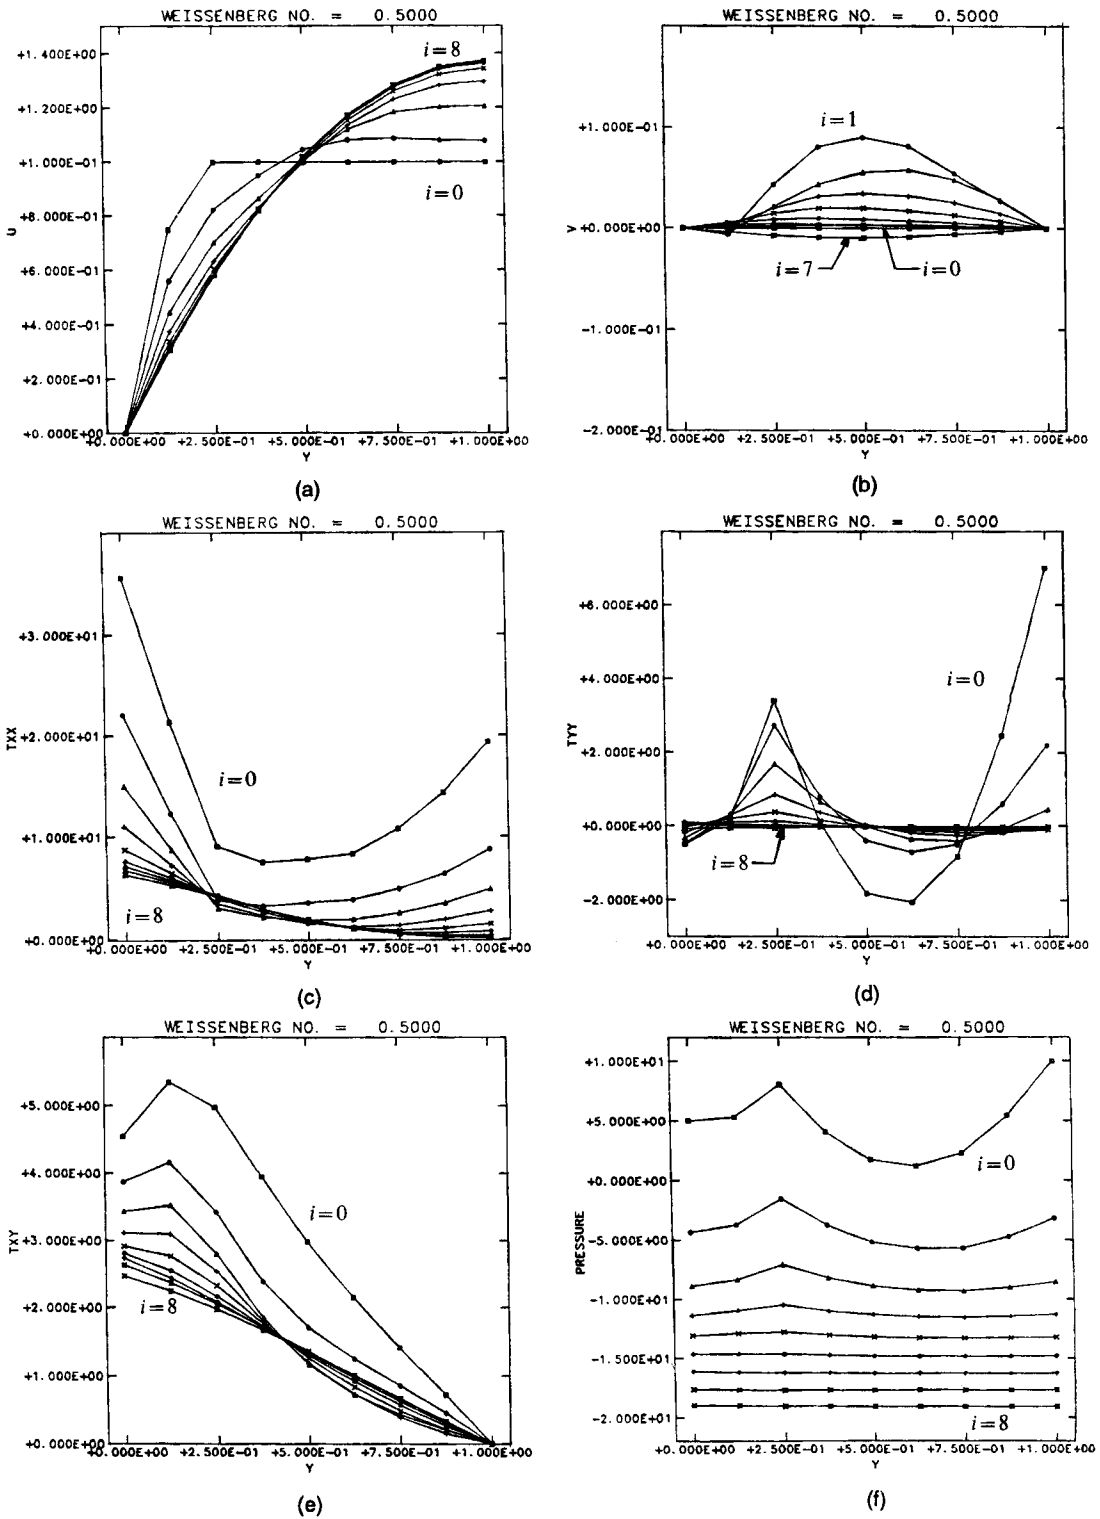 WEISSENBERG NO. = 0.5000
+1.400E+00
+1.200E+00
+1.000E-01
+8.000E-01
+6.000E-01
+4.000E-01
+2.000E-01
+0.000E+00
U
i=8
i=0
+0.000E+00 +2.500E-01 +5.000E-01 +7.500E-01 +1.000E+00
Y
(a)
WEISSENBERG NO. = 0.5000
+1.000E-01
+0.000E+00
-1.000E-01
-2.000E-01
V
i=1
i=7
i=0
+0.000E+00 +2.500E-01 +5.000E-01 +7.500E-01 +1.000E+00
Y
(b)
WEISSENBERG NO. = 0.5000
+3.000E+01
+2.000E+01
+1.000E+01
+0.000E+00
TXX
i=0
i=8
+0.000E+00 +2.500E-01 +5.000E-01 +7.500E-01 +1.000E+00
Y
(c)
WEISSENBERG NO. = 0.5000
+6.000E+00
+4.000E+00
+2.000E+00
+0.000E+00
-2.000E+00
TYY
i=0
i=8
+0.000E+00 +2.500E-01 +5.000E-01 +7.500E-01 +1.000E+00
Y
(d)
WEISSENBERG NO. = 0.5000
+5.000E+00
+4.000E+00
+3.000E+00
+2.000E+00
+1.000E+00
+0.000E+00
TXY
i=0
i=8
+0.000E+00 +2.500E-01 +5.000E-01 +7.500E-01 +1.000E+00
Y
(e)
WEISSENBERG NO. = 0.5000
+1.000E+01
+5.000E+00
+0.000E+00
-5.000E+00
-1.000E+01
-1.500E+01
-2.000E+01
PRESSURE
i=0
i=8
+0.000E+00 +2.500E-01 +5.000E-01 +7.500E-01 +1.000E+00
Y
(f)